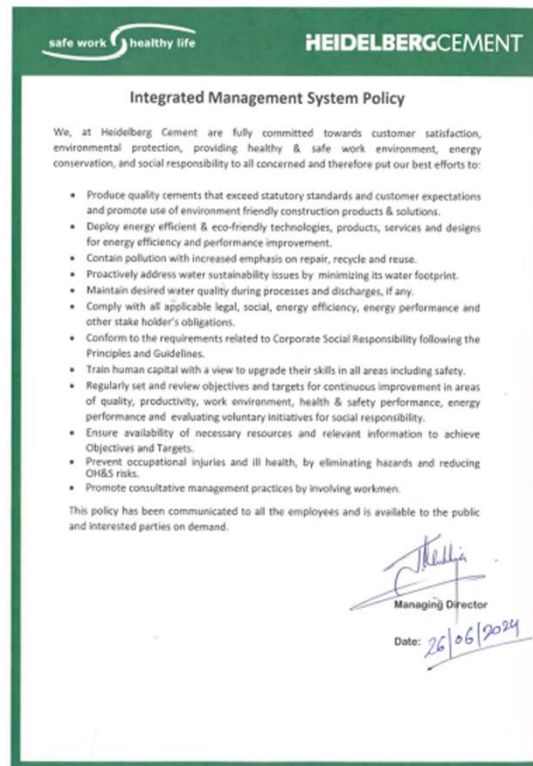 safe work healthy life
HEIDELBERGCEMENT
Integrated Management System Policy
We, at Heidelberg Cement are fully committed towards customer satisfaction,
environmental protection, providing healthy & safe work environment, energy
conservation, and social responsibility to all concerned and therefore put our best efforts to:
• Produce quality cements that exceed statutory standards and customer expectations
and promote use of environment friendly construction products & solutions.
• Deploy energy efficient & eco-friendly technologies, products, services and designs
for energy efficiency and performance improvement.
• Contain pollution with increased emphasis on repair, recycle and reuse.
• Proactively address water sustainability issues by minimizing its water footprint.
• Maintain desired water quality during processes and discharges, if any.
• Comply with all applicable legal, social, energy efficiency, energy performance and
other stake holder's obligations.
• Conform to the requirements related to Corporate Social Responsibility following the
Principles and Guidelines.
• Train human capital with a view to upgrade their skills in all areas including safety.
• Regularly set and review objectives and targets for continuous improvement in areas
of quality, productivity, work environment, health & safety performance, energy
performance and evaluating voluntary initiatives for social responsibility.
• Ensure availability of necessary resources and relevant information to achieve
Objectives and Targets.
• Prevent occupational injuries and ill health, by eliminating hazards and reducing
OH&S risks.
• Promote consultative management practices by involving workmen.
This policy has been communicated to all the employees and is available to the public
and interested parties on demand.
Managing Director
Date: 26/06/2024